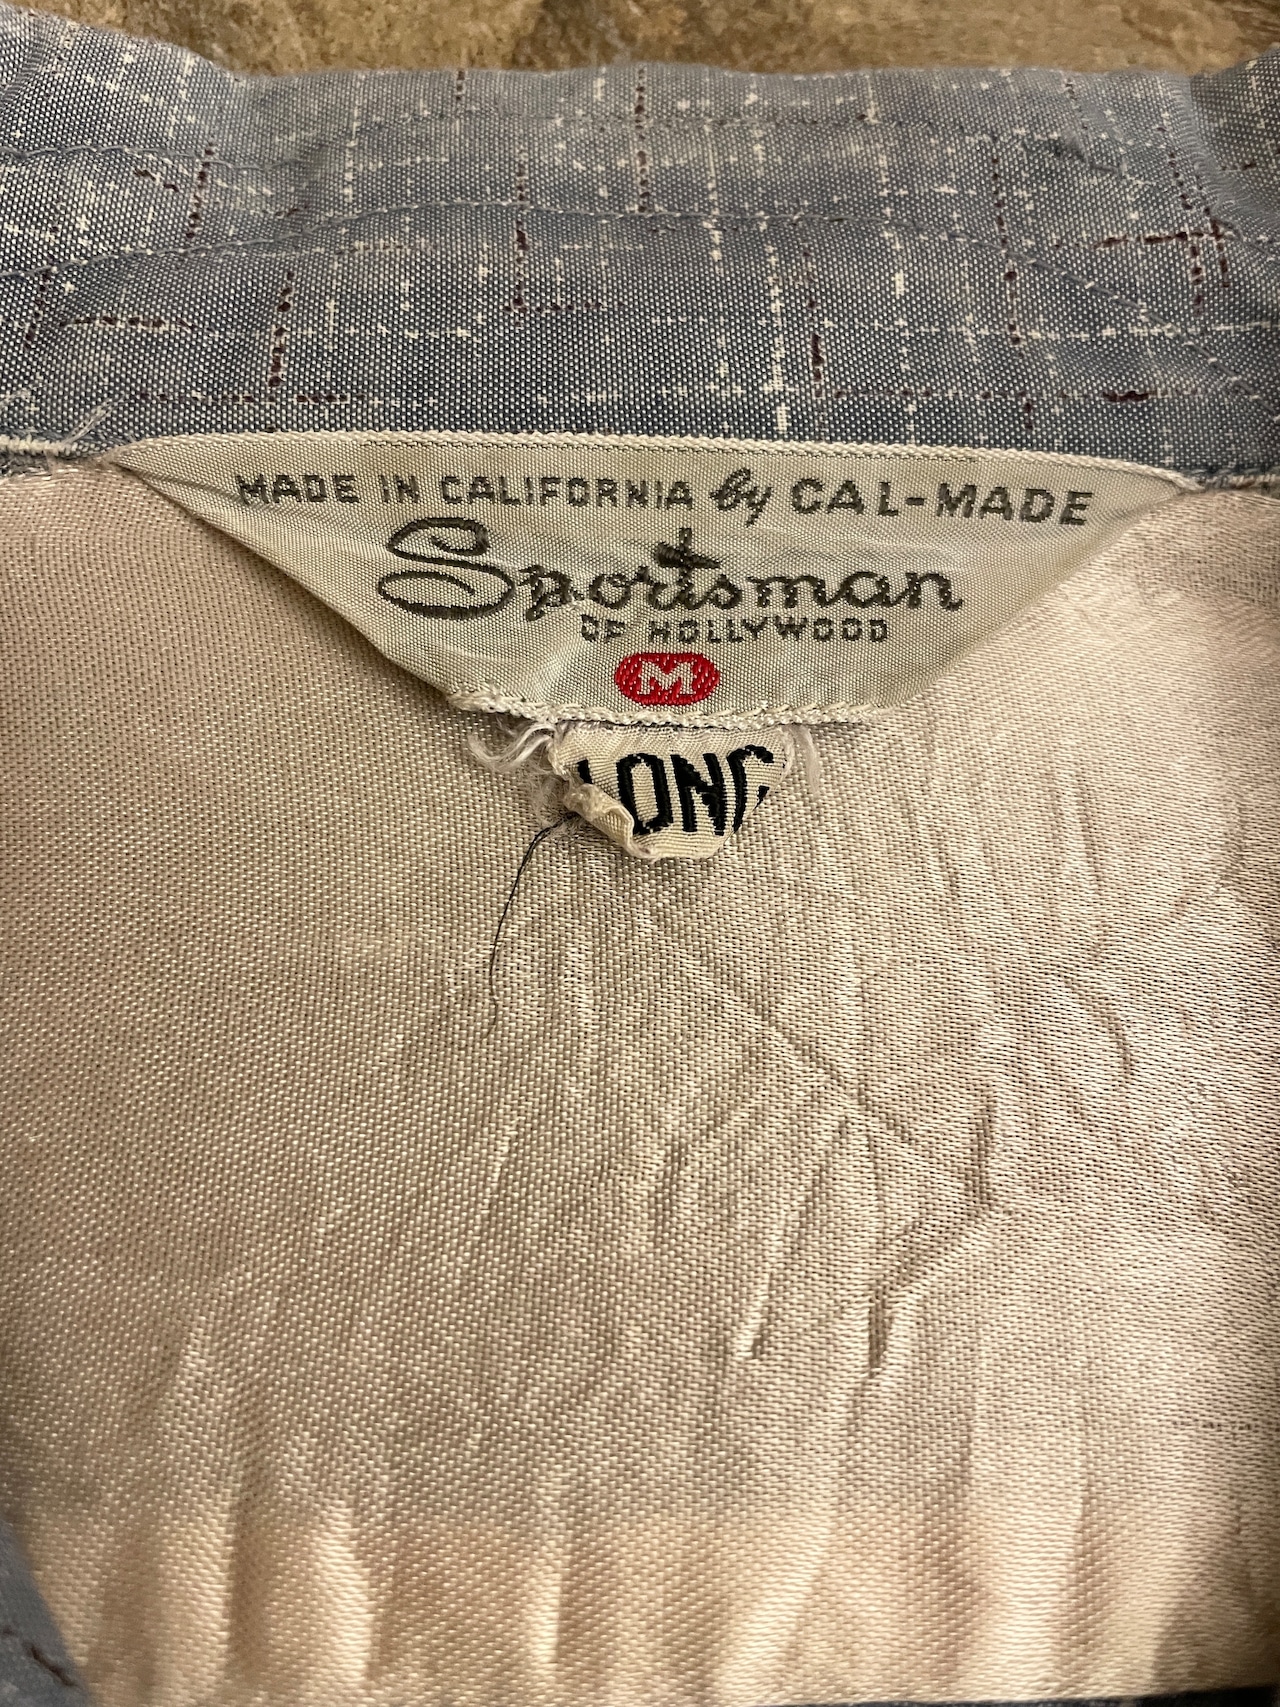 MADE IN CALIFORNIA by CAL-MADE
Sportsman
OF HOLLYWOOD
M
LONG